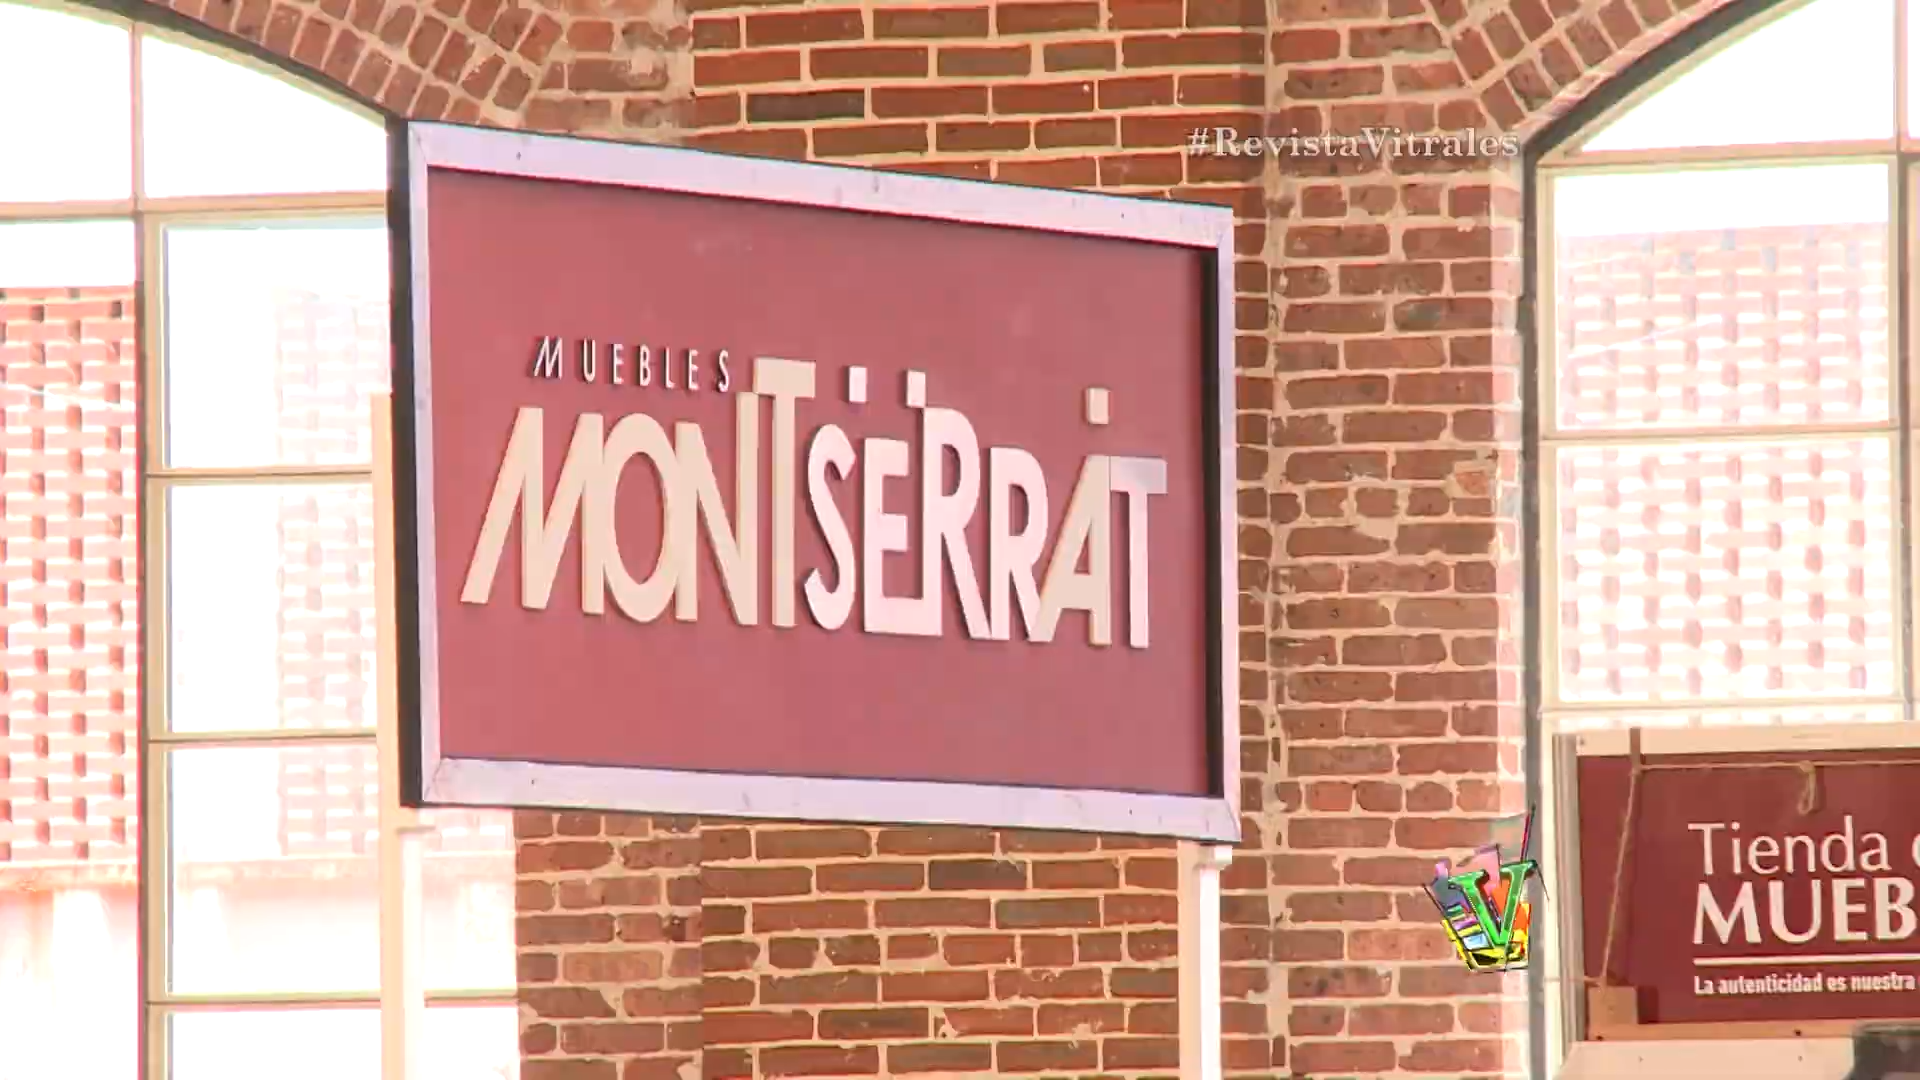 #RevistaVitrales
MUEBLES
MONTSERRAT
V
Tienda
MUEB
La autenticidad es nuestra